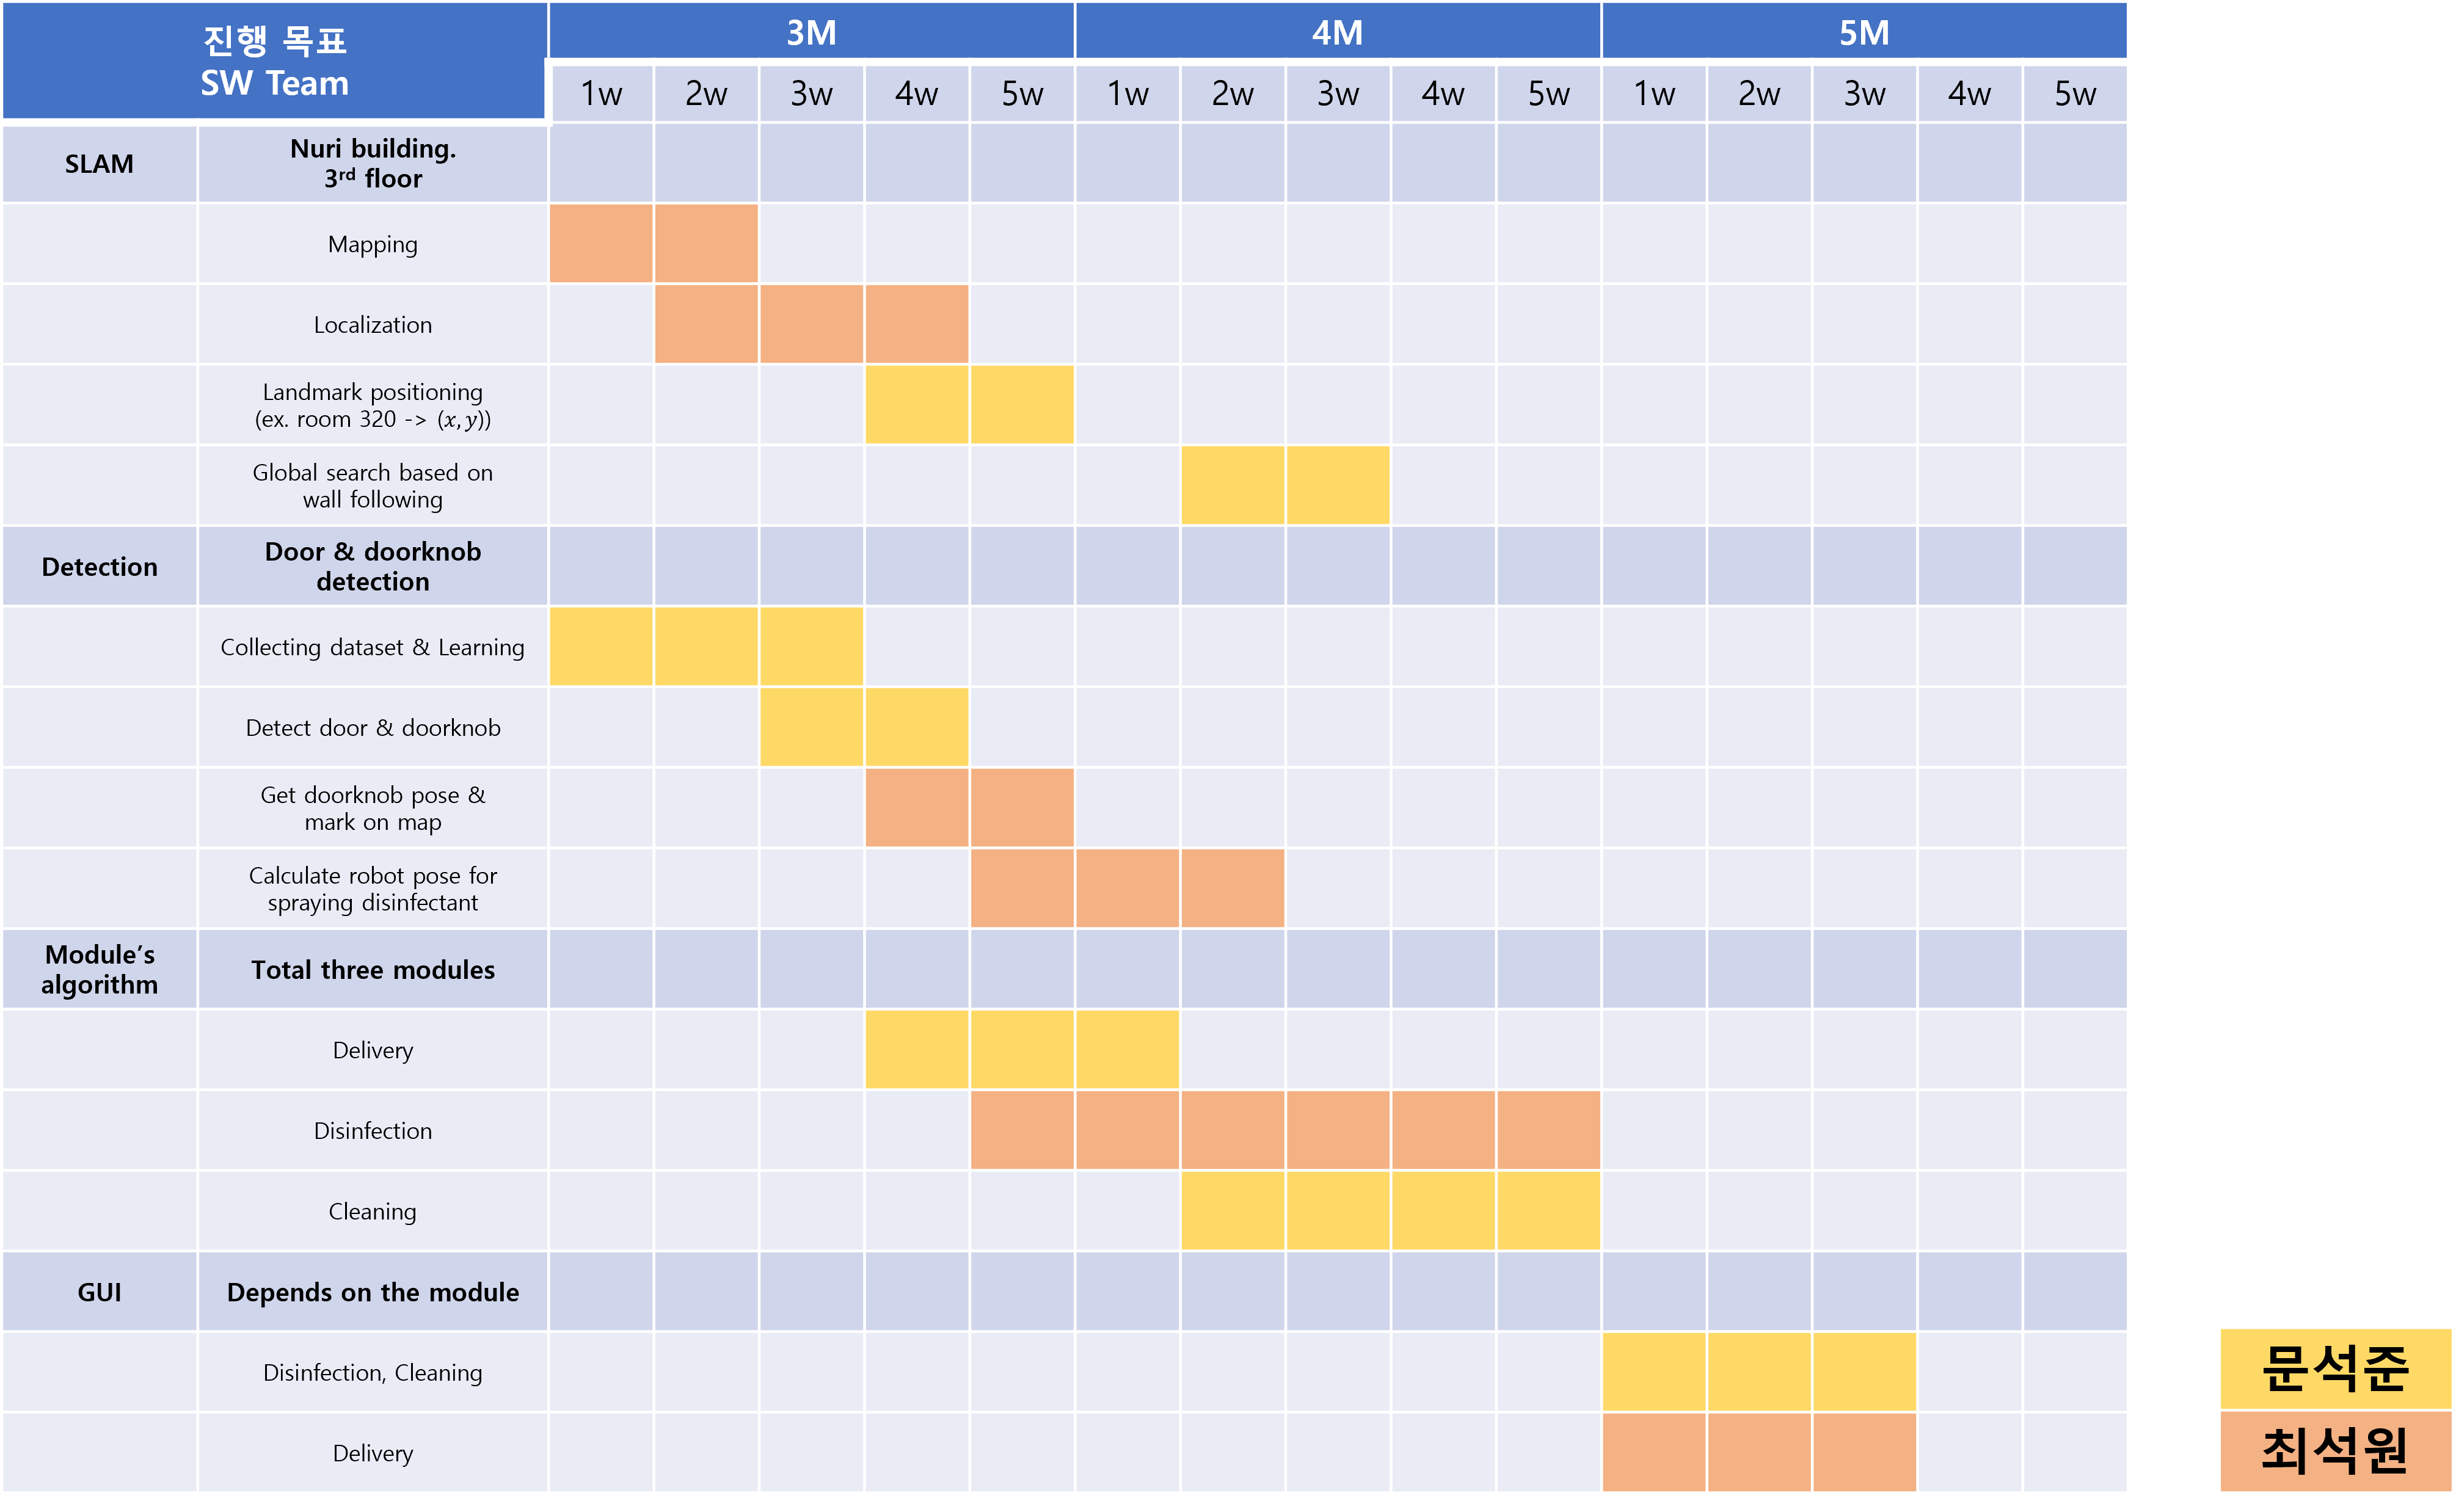 진행 목표
SW Team
3M
4M
5M
1w 2w 3w 4w 5w 1w 2w 3w 4w 5w 1w 2w 3w 4w 5w
SLAM
Nuri building.
3rd floor
Mapping
Localization
Landmark positioning
(ex. room 320 -> (x, y))
Global search based on
wall following
Detection
Door & doorknob
detection
Collecting dataset & Learning
Detect door & doorknob
Get doorknob pose &
mark on map
Calculate robot pose for
spraying disinfectant
Module’s
algorithm
Total three modules
Delivery
Disinfection
Cleaning
GUI
Depends on the module
Disinfection, Cleaning
Delivery
문석준
최석원